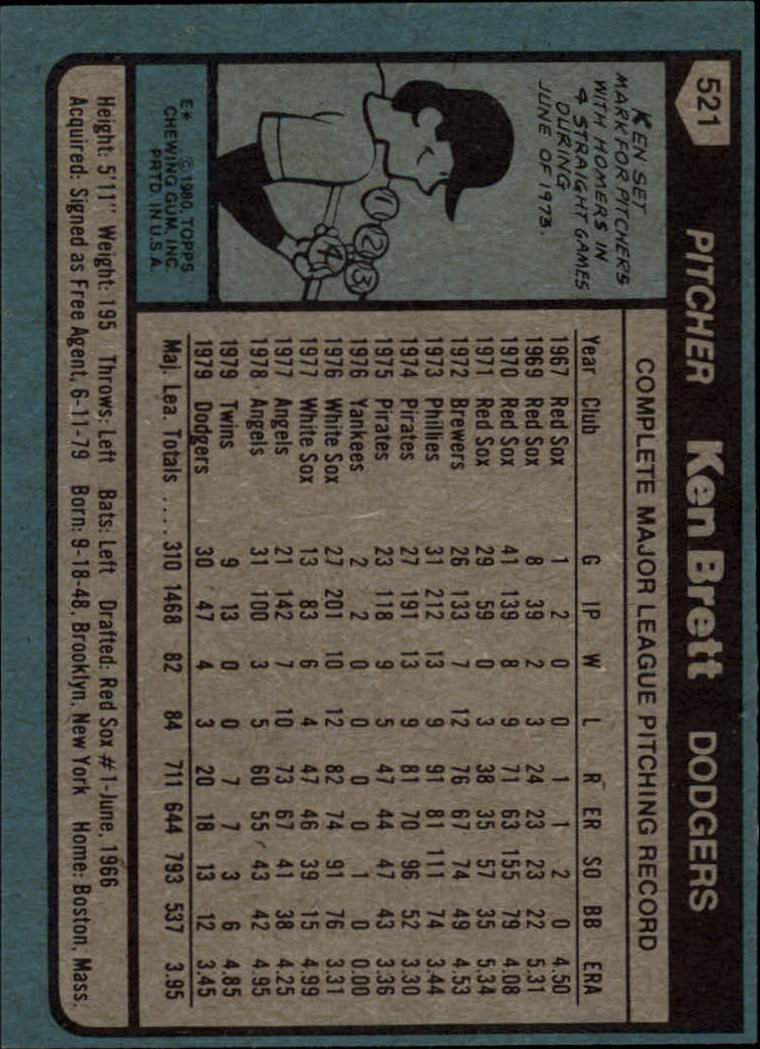 521 PITCHER Ken Brett DODGERS
KEN SET
MARK FOR PITCHERS
WITH HOMERS IN
4 STRAIGHT GAMES
DURING
JUNE OF 1973.
1 2 3 4
E* © 1980 TOPPS
CHEWING GUM, INC.
PRTD IN U.S.A.
COMPLETE MAJOR LEAGUE PITCHING RECORD
Year Club G IP W L R ER SO BB ERA
1967 Red Sox 1 2 0 0 1 1 2 0 4.50
1969 Red Sox 8 39 2 3 24 23 23 22 5.31
1970 Red Sox 41 139 8 9 71 63 155 79 4.08
1971 Red Sox 29 59 0 3 38 35 57 35 5.34
1972 Brewers 26 133 7 12 76 67 74 49 4.53
1973 Phillies 31 212 13 9 91 81 111 74 3.44
1974 Pirates 27 191 13 9 81 70 96 52 3.30
1975 Pirates 23 118 9 5 47 44 47 43 3.36
1976 Yankees 2 2 0 0 0 0 1 0 0.00
1976 White Sox 27 201 10 12 82 74 91 76 3.31
1977 White Sox 13 83 6 4 47 46 39 15 4.99
1977 Angels 21 142 7 10 73 67 41 38 4.25
1978 Angels 31 100 3 5 60 55 43 42 4.95
1979 Twins 9 13 0 0 7 7 3 6 4.85
1979 Dodgers 30 47 4 3 20 18 13 12 3.45
Maj. Lea. Totals .... 310 1468 82 84 711 644 793 537 3.95
Height: 5'11" Weight: 195 Throws: Left Bats: Left Drafted: Red Sox #1-June, 1966
Acquired: Signed as Free Agent, 6-11-79 Born: 9-18-48, Brooklyn, New York Home: Boston, Mass.